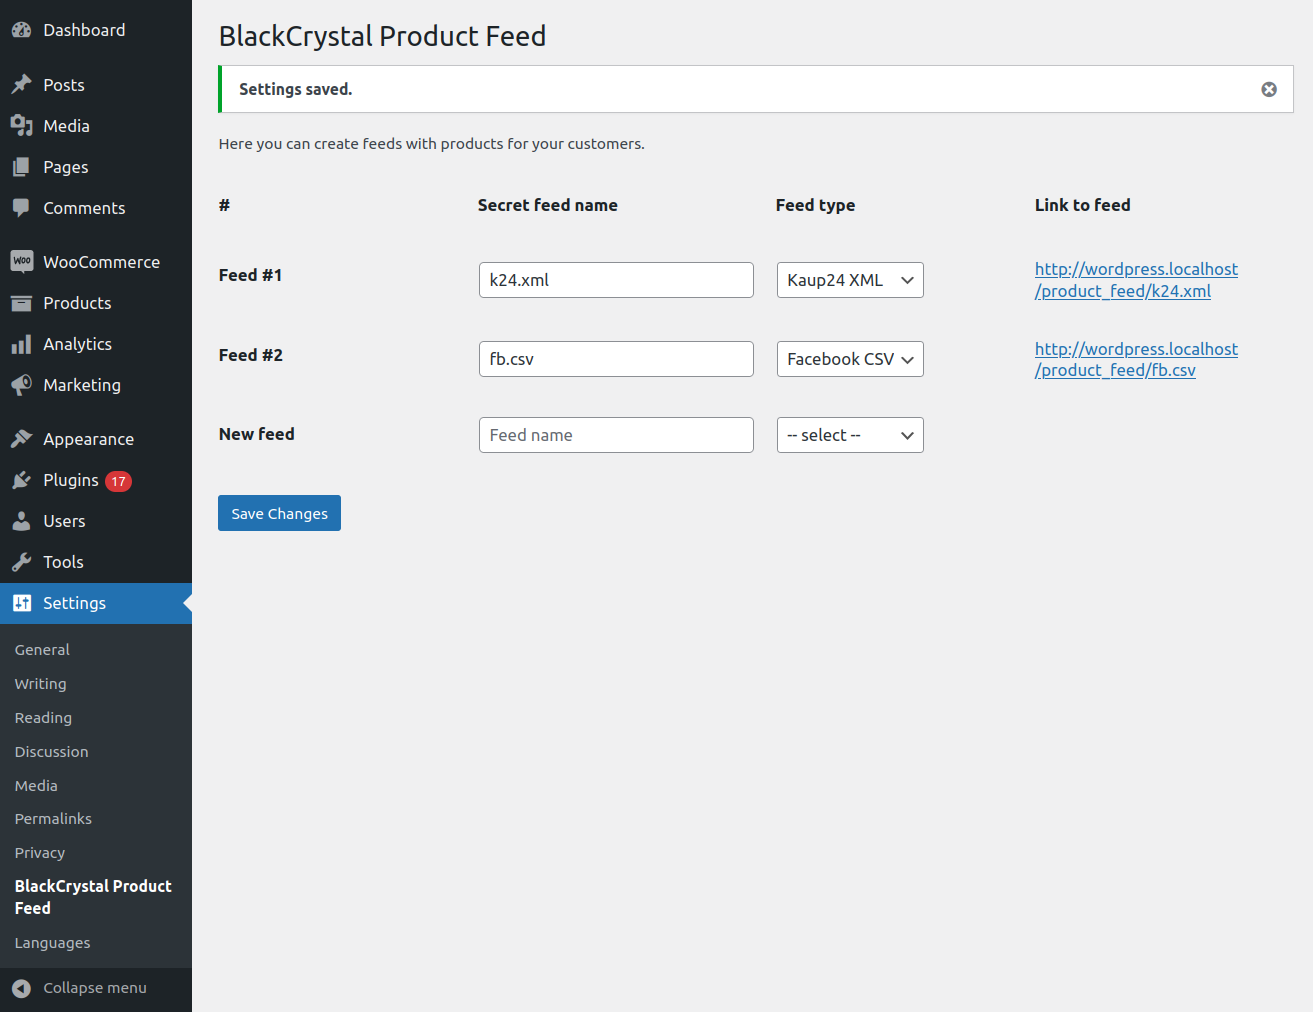 Dashboard
Posts
Media
Pages
Comments
Woo WooCommerce
Products
Analytics
Marketing
Appearance
Plugins 17
Users
Tools
Settings
General
Writing
Reading
Discussion
Media
Permalinks
Privacy
BlackCrystal Product
Feed
Languages
Collapse menu
BlackCrystal Product Feed
Settings saved.
Here you can create feeds with products for your customers.
# Secret feed name Feed type Link to feed
Feed #1 k24.xml Kaup24 XML http://wordpress.localhost
/product_feed/k24.xml
Feed #2 fb.csv Facebook CSV http://wordpress.localhost
/product_feed/fb.csv
New feed Feed name -- select --
Save Changes